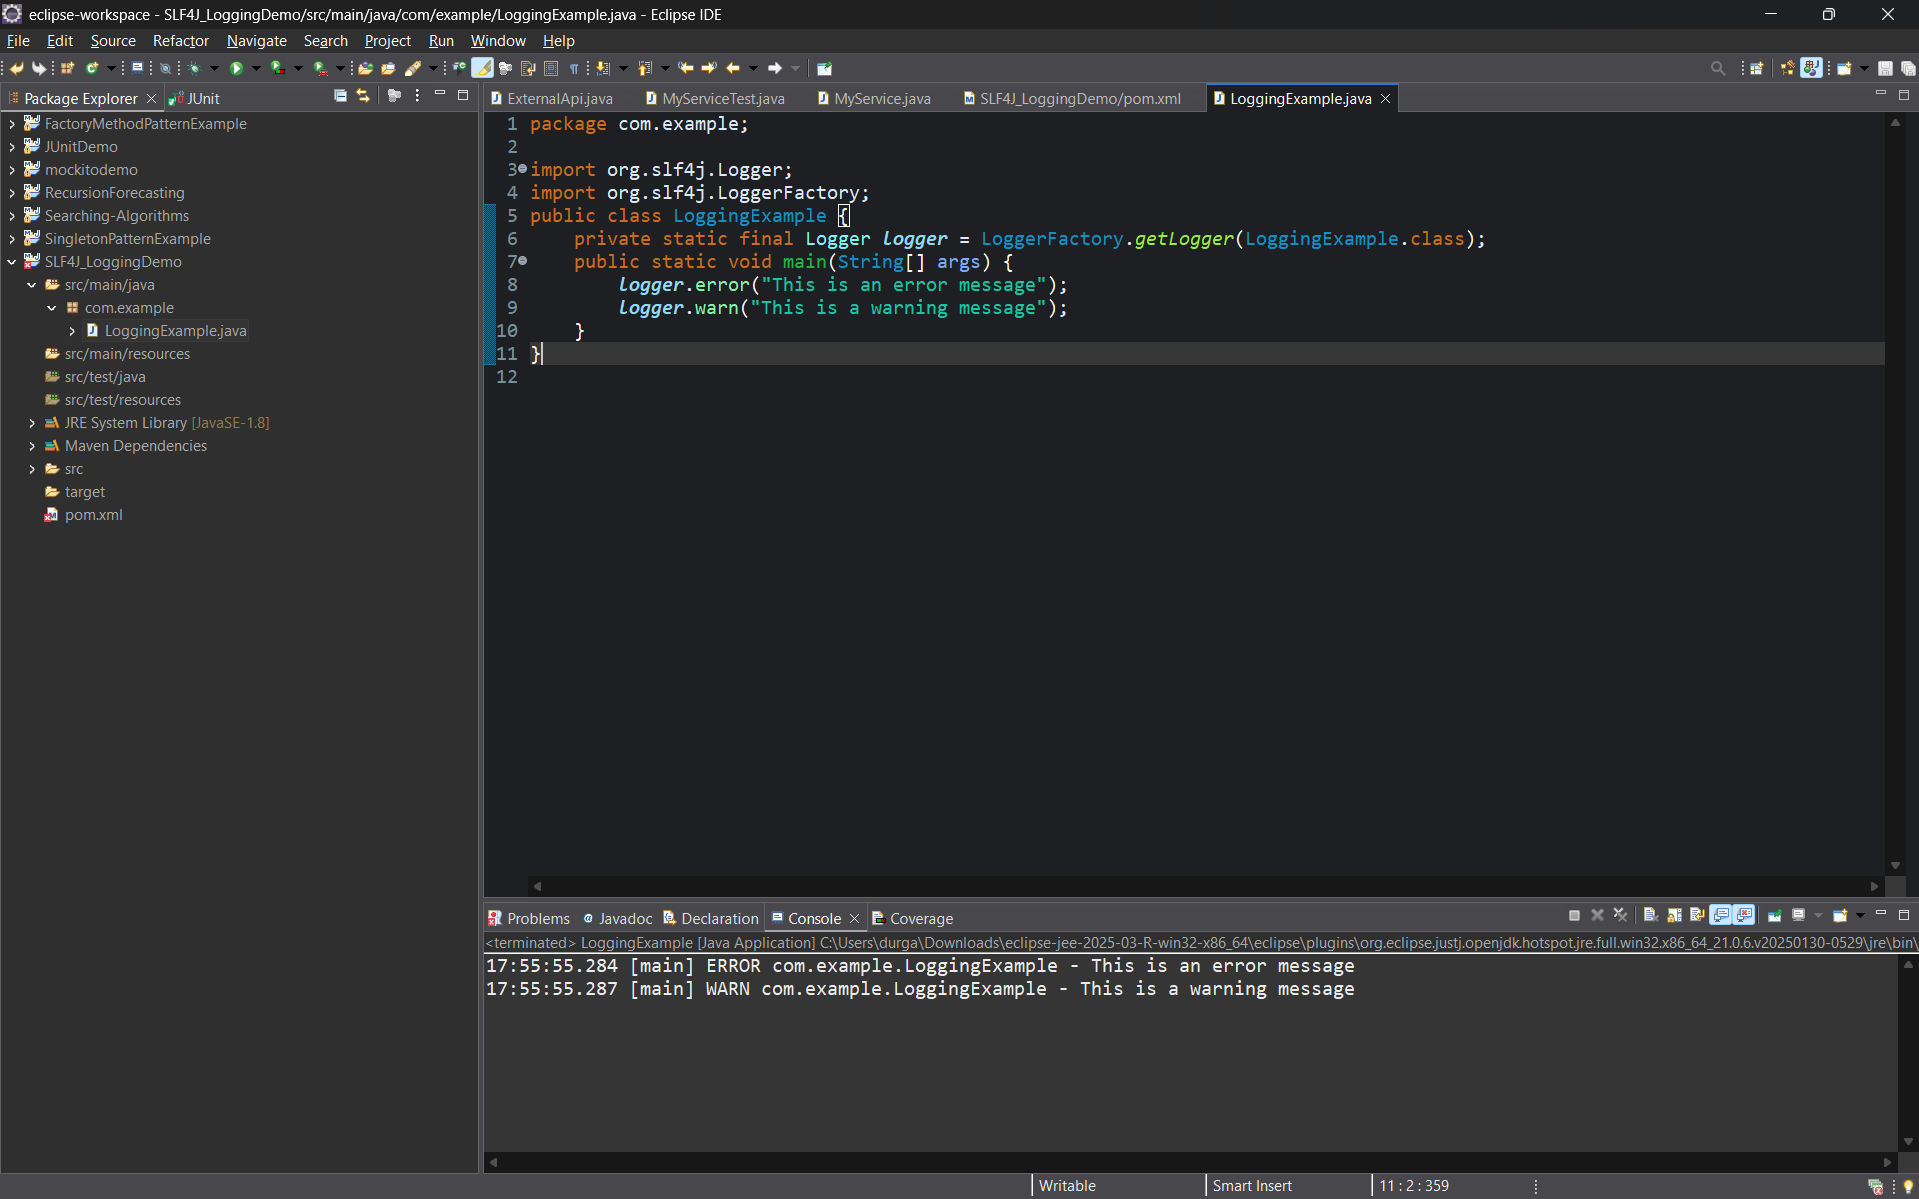 eclipse-workspace - SLF4J_LoggingDemo/src/main/java/com/example/LoggingExample.java - Eclipse IDE
File Edit Source Refactor Navigate Search Project Run Window Help
Package Explorer JUnit
FactoryMethodPatternExample
JUnitDemo
mockitodemo
RecursionForecasting
Searching-Algorithms
SingletonPatternExample
SLF4J_LoggingDemo
src/main/java
com.example
LoggingExample.java
src/main/resources
src/test/java
src/test/resources
JRE System Library [JavaSE-1.8]
Maven Dependencies
src
target
pom.xml
ExternalApi.java MyServiceTest.java MyService.java SLF4J_LoggingDemo/pom.xml LoggingExample.java
1 package com.example;
2
3 import org.slf4j.Logger;
4 import org.slf4j.LoggerFactory;
5 public class LoggingExample {
6     private static final Logger logger = LoggerFactory.getLogger(LoggingExample.class);
7     public static void main(String[] args) {
8         logger.error("This is an error message");
9         logger.warn("This is a warning message");
10     }
11 }
12
Problems Javadoc Declaration Console Coverage
<terminated> LoggingExample [Java Application] C:\Users\durga\Downloads\eclipse-jee-2025-03-R-win32-x86_64\eclipse\plugins\org.eclipse.justj.openjdk.hotspot.jre.full.win32.x86_64_21.0.6.v20250130-0529\jre\bin\
17:55:55.284 [main] ERROR com.example.LoggingExample - This is an error message
17:55:55.287 [main] WARN com.example.LoggingExample - This is a warning message
Writable Smart Insert 11 : 2 : 359